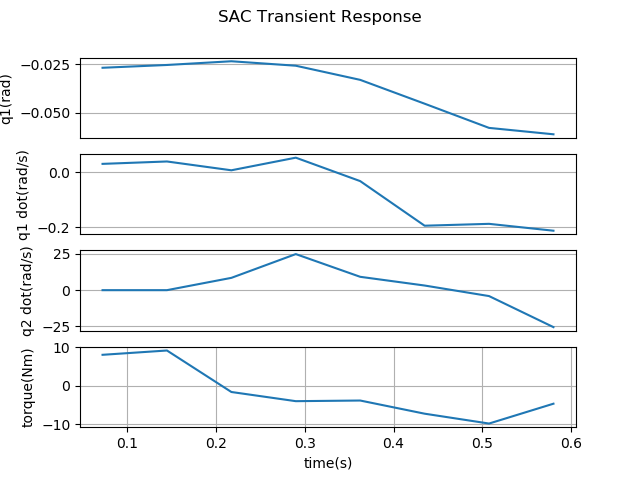 SAC Transient Response
q1(rad)
−0.025
−0.050
q1 dot(rad/s)
0.0
−0.2
q2 dot(rad/s)
25
0
−25
torque(Nm)
10
0
−10
0.1 0.2 0.3 0.4 0.5 0.6
time(s)